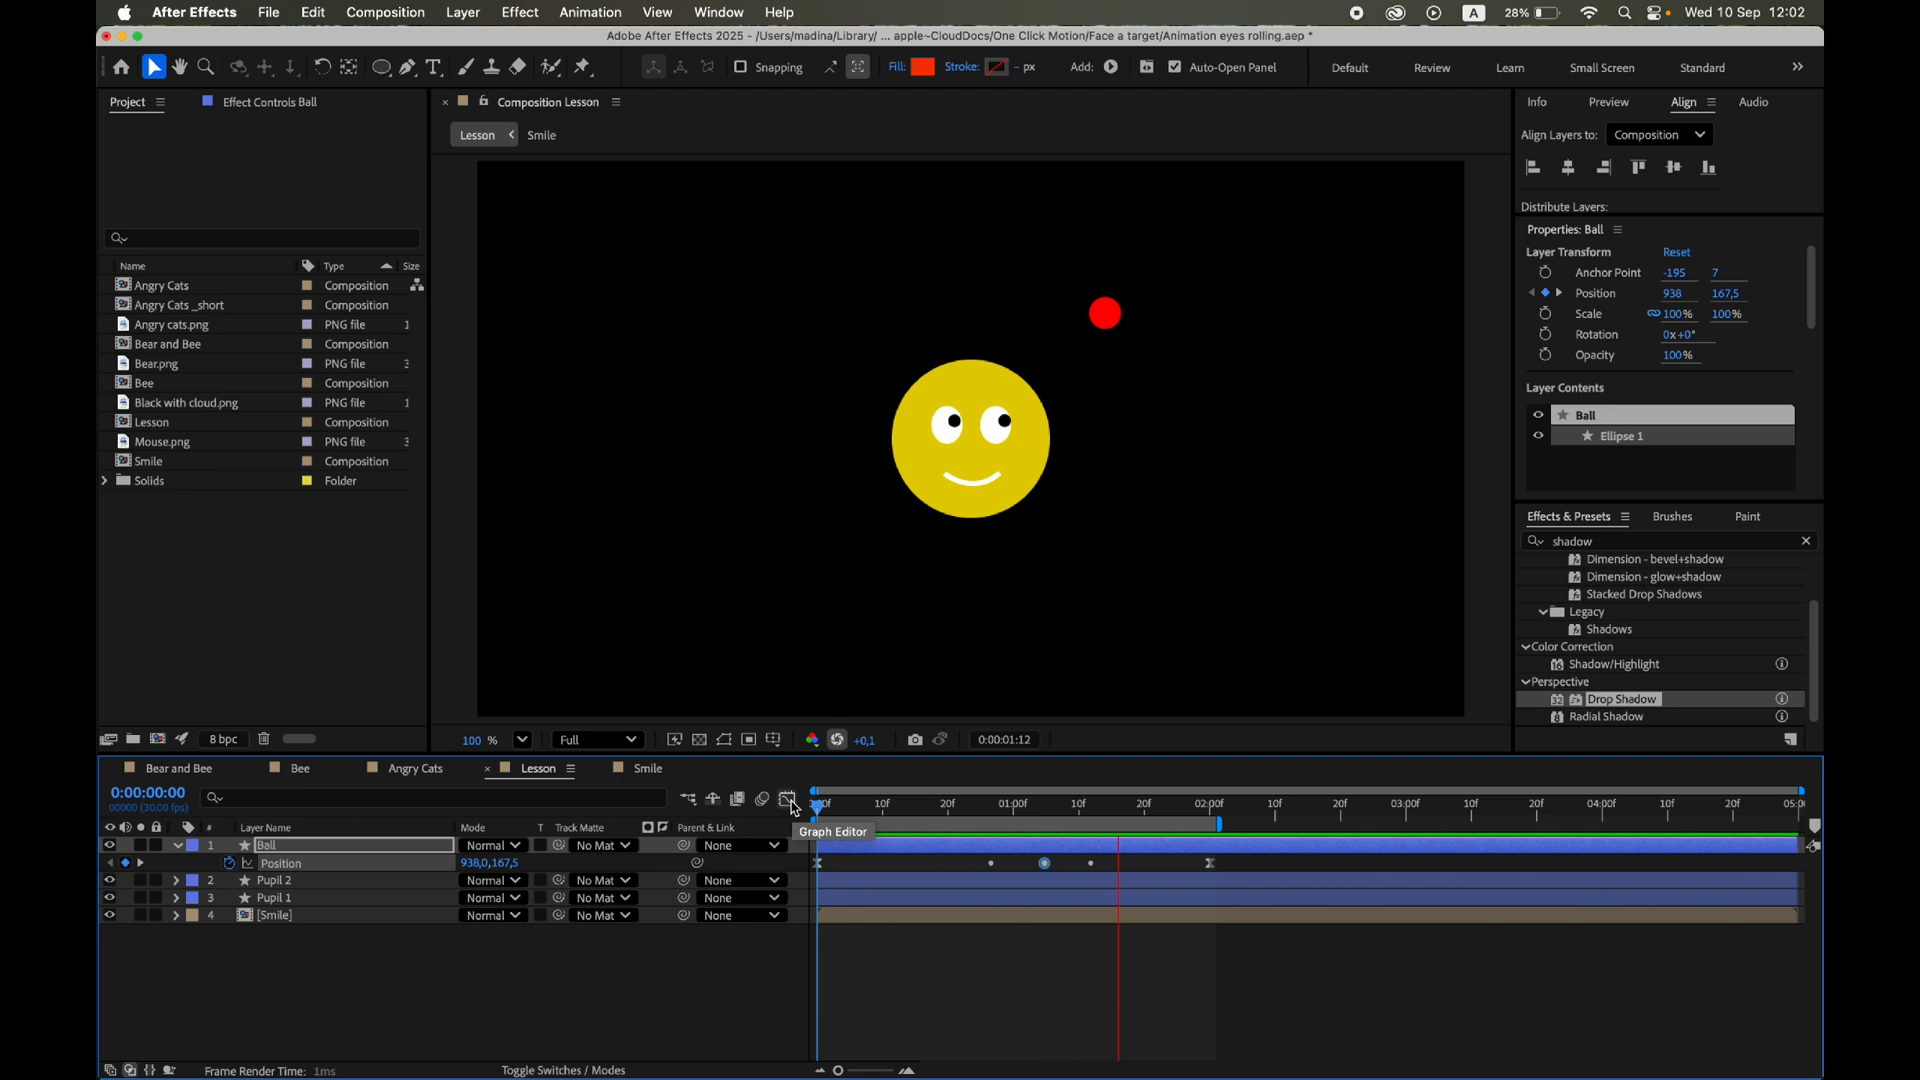 After Effects File Edit Composition Layer Effect Animation View Window Help A 28% Wed 10 Sep 12:02
Adobe After Effects 2025 - /Users/madina/Library/ ... apple~CloudDocs/One Click Motion/Face a target/Animation eyes rolling.aep *
Snapping Fill: Stroke: - px Add: Auto-Open Panel Default Review Learn Small Screen Standard
Project Effect Controls Ball
Composition Lesson
Info Preview Align Audio
Lesson Smile
Align Layers to: Composition
Distribute Layers:
Properties: Ball
Layer Transform Reset
Anchor Point -195 7
Position 938 167,5
Scale 100% 100%
Rotation 0x+0°
Opacity 100%
Layer Contents
Ball
Ellipse 1
Name Type Size
Angry Cats Composition
Angry Cats _short Composition
Angry cats.png PNG file 1
Bear and Bee Composition
Bear.png PNG file 3
Bee Composition
Black with cloud.png PNG file 1
Lesson Composition
Mouse.png PNG file 3
Smile Composition
Solids Folder
Effects & Presets Brushes Paint
shadow
Dimension - bevel+shadow
Dimension - glow+shadow
Stacked Drop Shadows
Legacy
Shadows
Color Correction
Shadow/Highlight
Perspective
Drop Shadow
Radial Shadow
8 bpc
100 % Full +0,1 0:00:01:12
Bear and Bee Bee Angry Cats Lesson Smile
0:00:00:00
00000 (30.00 fps)
10f 20f 01:00f 10f 20f 02:00f 10f 20f 03:00f 10f 20f 04:00f 10f 20f 05:0
# Layer Name Mode T Track Matte Parent & Link
Graph Editor
1 Ball Normal No Mat None
Position 938,0,167,5
2 Pupil 2 Normal No Mat None
3 Pupil 1 Normal No Mat None
4 [Smile] Normal No Mat None
Frame Render Time: 1ms Toggle Switches / Modes